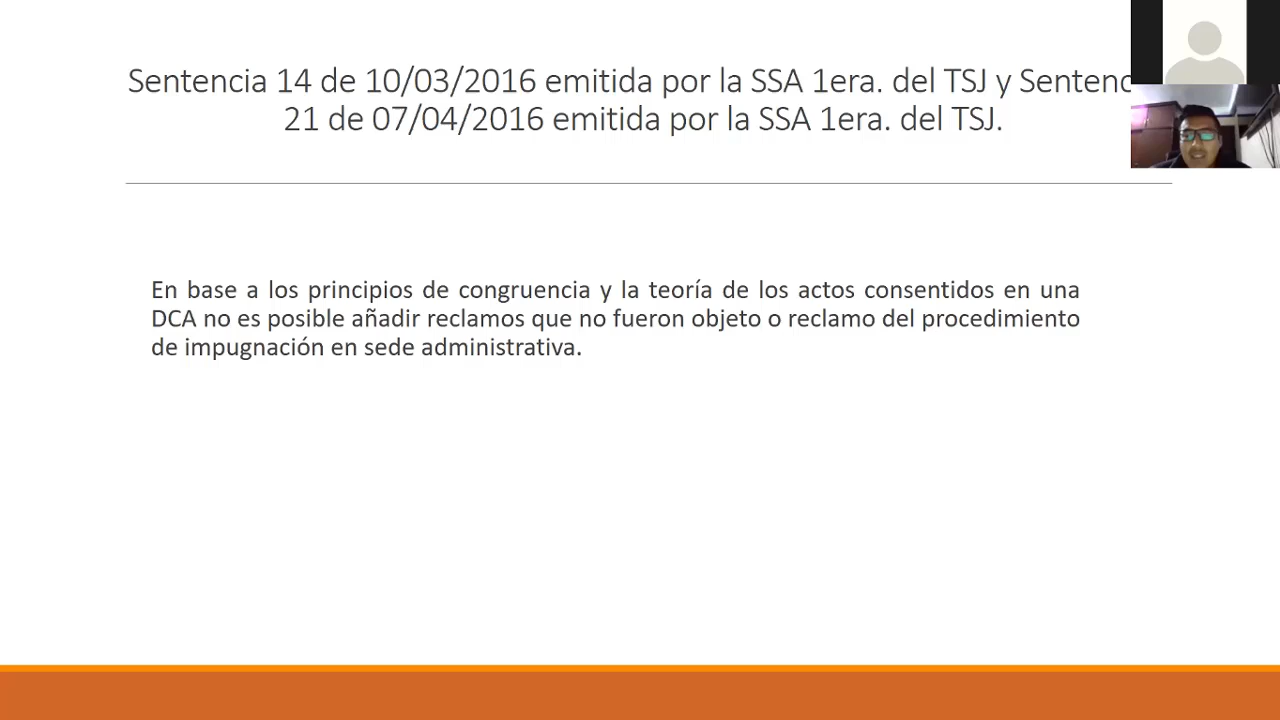 Sentencia 14 de 10/03/2016 emitida por la SSA 1era. del TSJ y Sentenc
21 de 07/04/2016 emitida por la SSA 1era. del TSJ.
En base a los principios de congruencia y la teoría de los actos consentidos en una
DCA no es posible añadir reclamos que no fueron objeto o reclamo del procedimiento
de impugnación en sede administrativa.